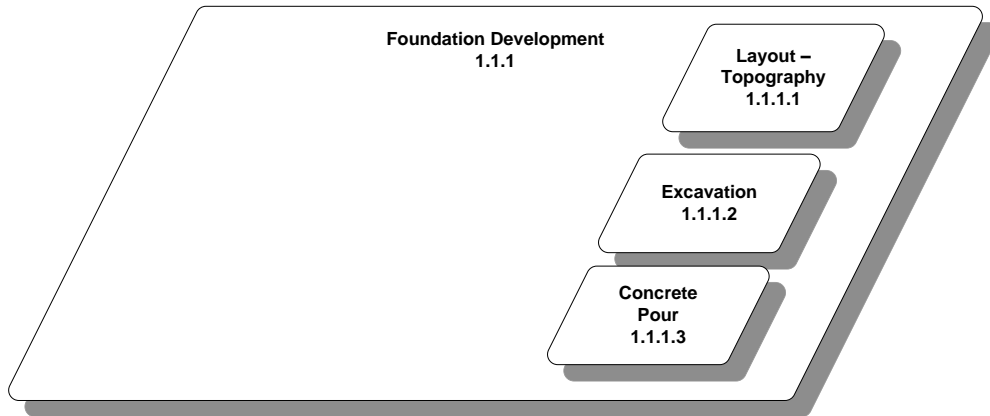 Foundation Development
1.1.1
Layout –
Topography
1.1.1.1
Excavation
1.1.1.2
Concrete
Pour
1.1.1.3